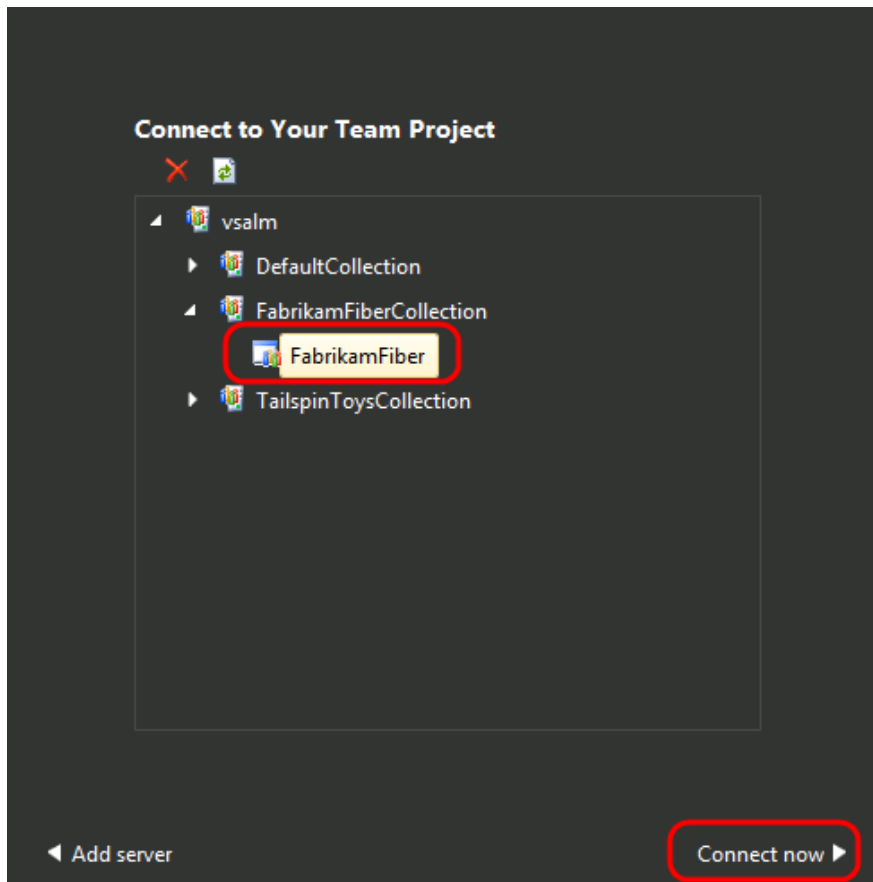 Connect to Your Team Project
vsalm
DefaultCollection
FabrikamFiberCollection
FabrikamFiber
TailspinToysCollection
Add server
Connect now